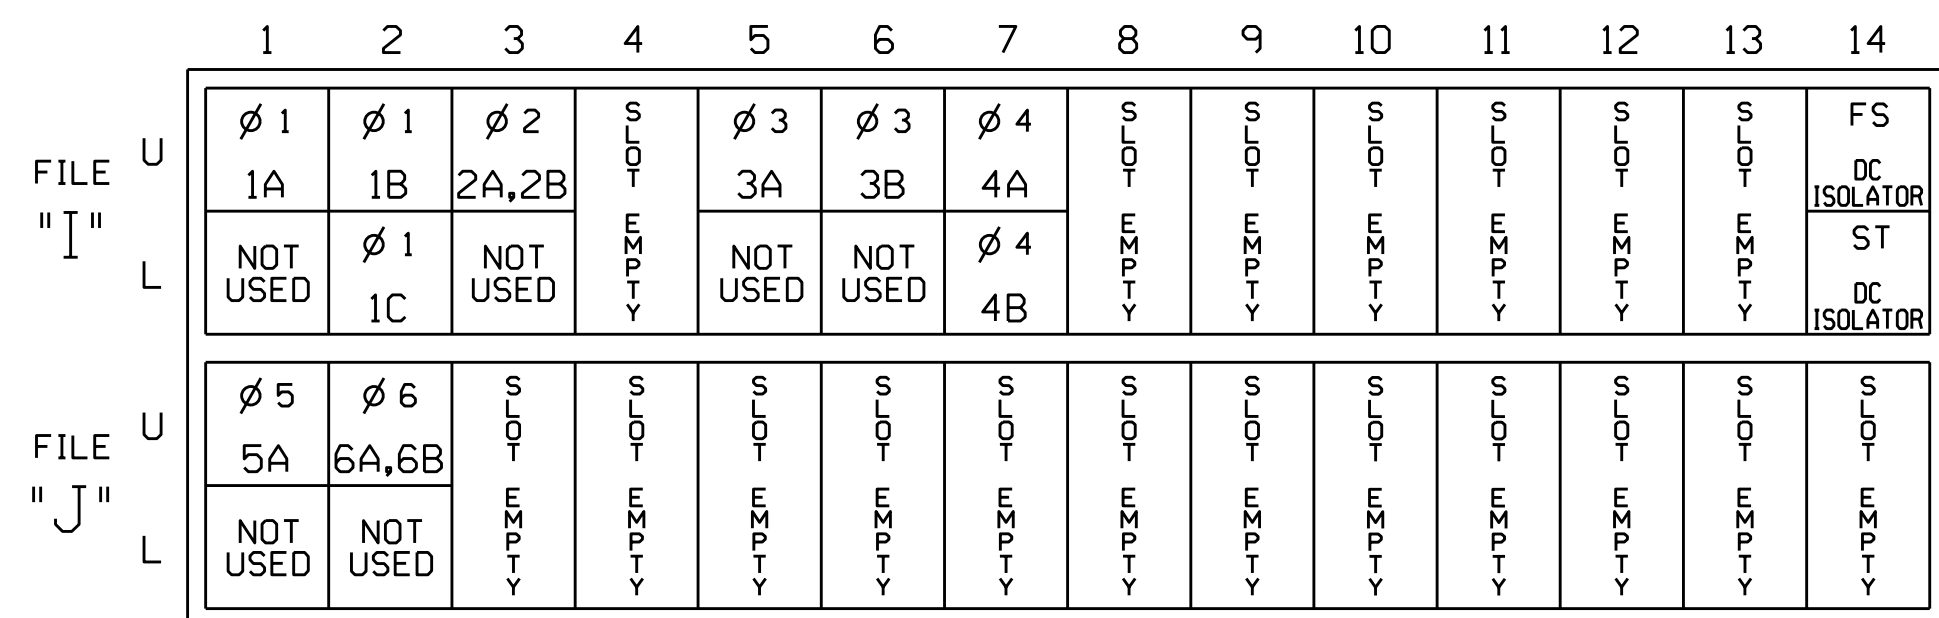 1 2 3 4 5 6 7 8 9 10 11 12 13 14
FILE "I"
U
L
Ø 1
1A
NOT USED
Ø 1
1B
Ø 1
1C
Ø 2
2A,2B
NOT USED
SLOT EMPTY
Ø 3
3A
NOT USED
Ø 3
3B
NOT USED
Ø 4
4A
Ø 4
4B
SLOT EMPTY
SLOT EMPTY
SLOT EMPTY
SLOT EMPTY
SLOT EMPTY
SLOT EMPTY
FS
DC
ISOLATOR
ST
DC
ISOLATOR
FILE "J"
U
L
Ø 5
5A
NOT USED
Ø 6
6A,6B
NOT USED
SLOT EMPTY
SLOT EMPTY
SLOT EMPTY
SLOT EMPTY
SLOT EMPTY
SLOT EMPTY
SLOT EMPTY
SLOT EMPTY
SLOT EMPTY
SLOT EMPTY
SLOT EMPTY
SLOT EMPTY